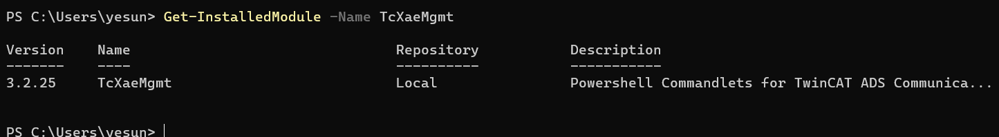 PS C:\Users\yesun> Get-InstalledModule -Name TcXaeMgmt
Version Name Repository Description
------- ---- ---------- -----------
3.2.25 TcXaeMgmt Local Powershell Commandlets for TwinCAT ADS Communica...
PS C:\Users\yesun>